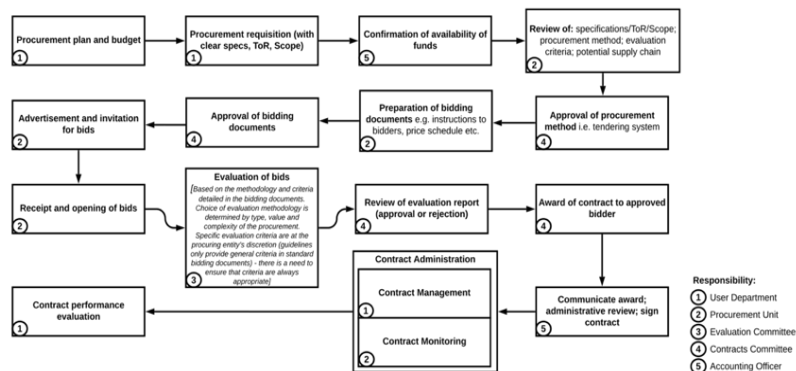 Procurement plan and budget
1
Procurement requisition (with
clear specs, ToR, Scope)
1
Confirmation of availability of
funds
5
Review of: specifications/ToR/Scope;
procurement method; evaluation
criteria; potential supply chain
2
Advertisement and invitation
for bids
2
Approval of bidding
documents
4
Preparation of bidding
documents e.g. instructions to
bidders, price schedule etc.
2
Approval of procurement
method i.e. tendering system
4
Receipt and opening of bids
2
Evaluation of bids
[Based on the methodology and criteria
detailed in the bidding documents.
Choice of evaluation methodology is
determined by type, value and
complexity of the procurement.
Specific evaluation criteria are at the
procuring entity's discretion (guidelines
only provide general criteria in standard
bidding documents) - there is a need to
ensure that criteria are always
appropriate]
3
Review of evaluation report
(approval or rejection)
4
Award of contract to approved
bidder
4
Contract performance
evaluation
1
Contract Administration
Contract Management
1
Contract Monitoring
2
Communicate award;
administrative review; sign
contract
5
Responsibility:
1 User Department
2 Procurement Unit
3 Evaluation Committee
4 Contracts Committee
5 Accounting Officer